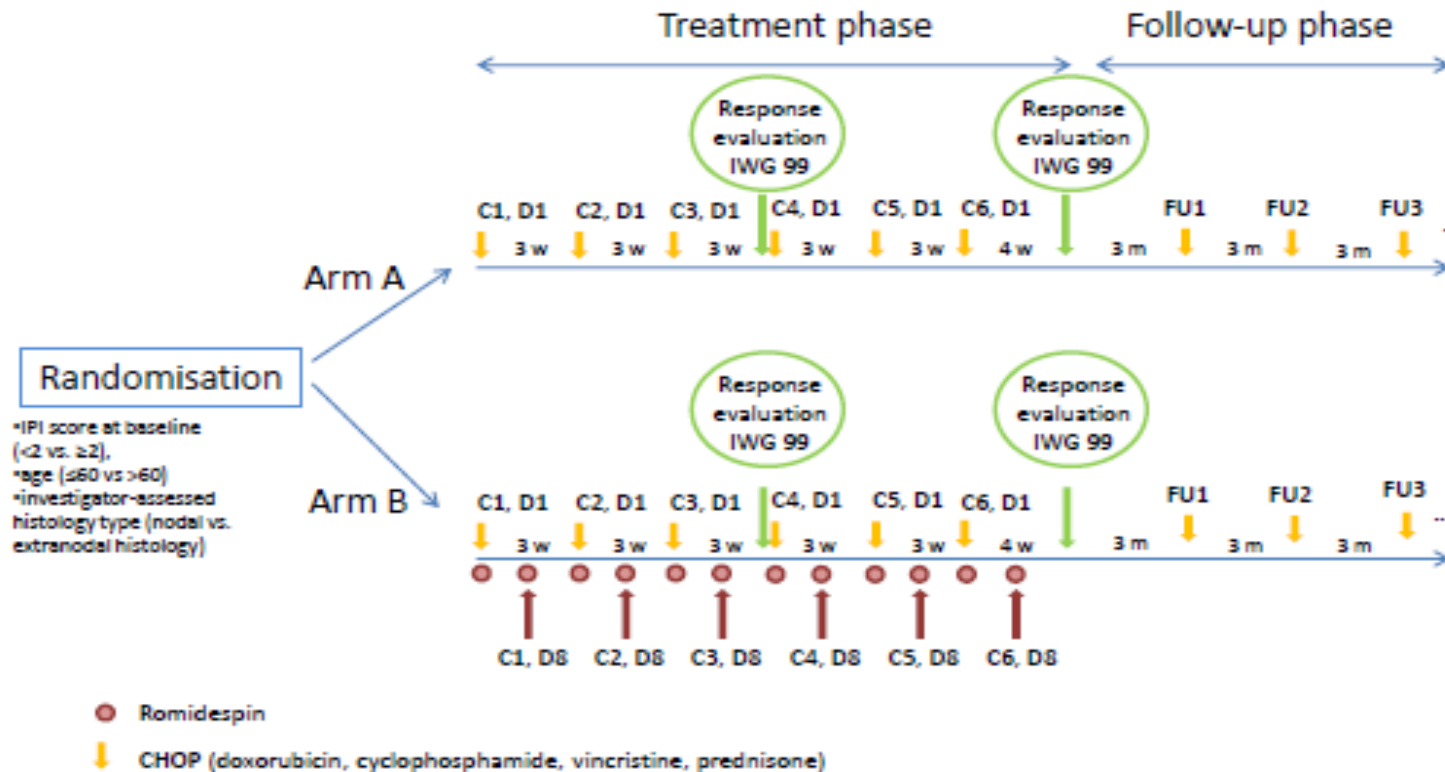 Treatment phase
Follow-up phase
Response
evaluation
IWG 99
Response
evaluation
IWG 99
C1, D1
C2, D1
C3, D1
C4, D1
C5, D1
C6, D1
FU1
FU2
FU3
3 w
3 w
3 w
3 w
3 w
4 w
3 m
3 m
3 m
Arm A
Randomisation
•IPI score at baseline
(<2 vs. ≥2),
•age (≤60 vs >60)
•investigator-assessed
histology type (nodal vs.
extranodal histology)
Response
evaluation
IWG 99
Response
evaluation
IWG 99
Arm B
C1, D1
C2, D1
C3, D1
C4, D1
C5, D1
C6, D1
FU1
FU2
FU3
...
3 w
3 w
3 w
3 w
3 w
4 w
3 m
3 m
3 m
C1, D8
C2, D8
C3, D8
C4, D8
C5, D8
C6, D8
Romidespin
CHOP (doxorubicin, cyclophosphamide, vincristine, prednisone)